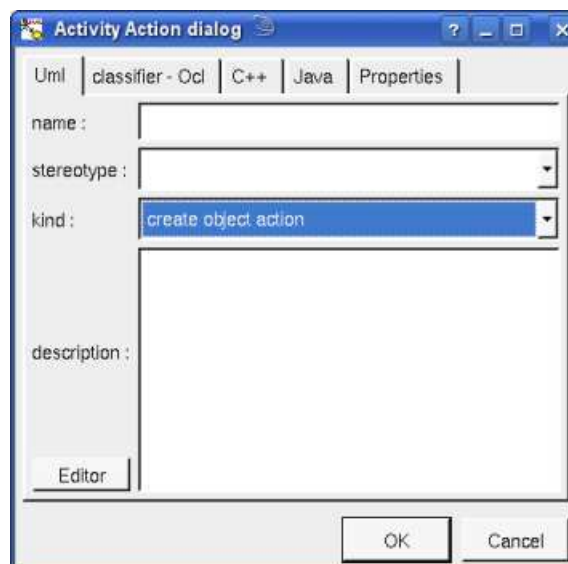 Activity Action dialog ?
Uml classifier - Ocl C++ Java Properties
name :
stereotype :
kind : create object action
description :
Editor
OK Cancel